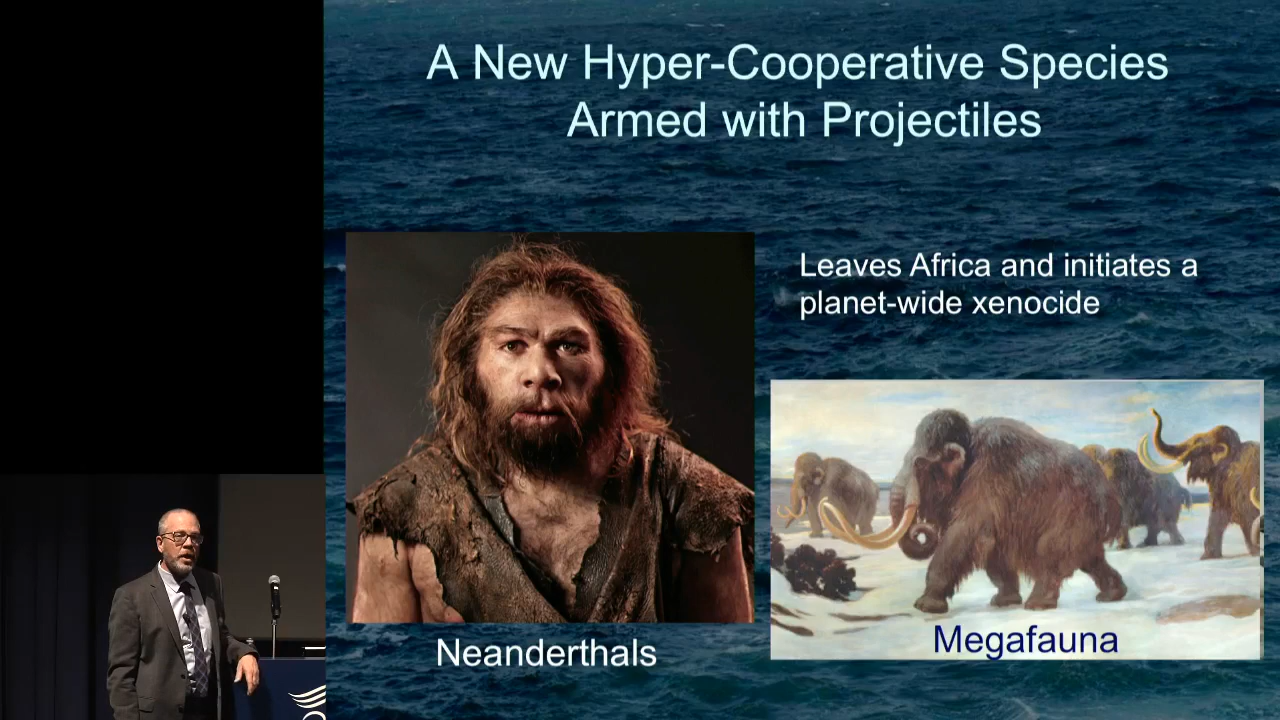 A New Hyper-Cooperative Species
Armed with Projectiles
Leaves Africa and initiates a
planet-wide xenocide
Neanderthals
Megafauna